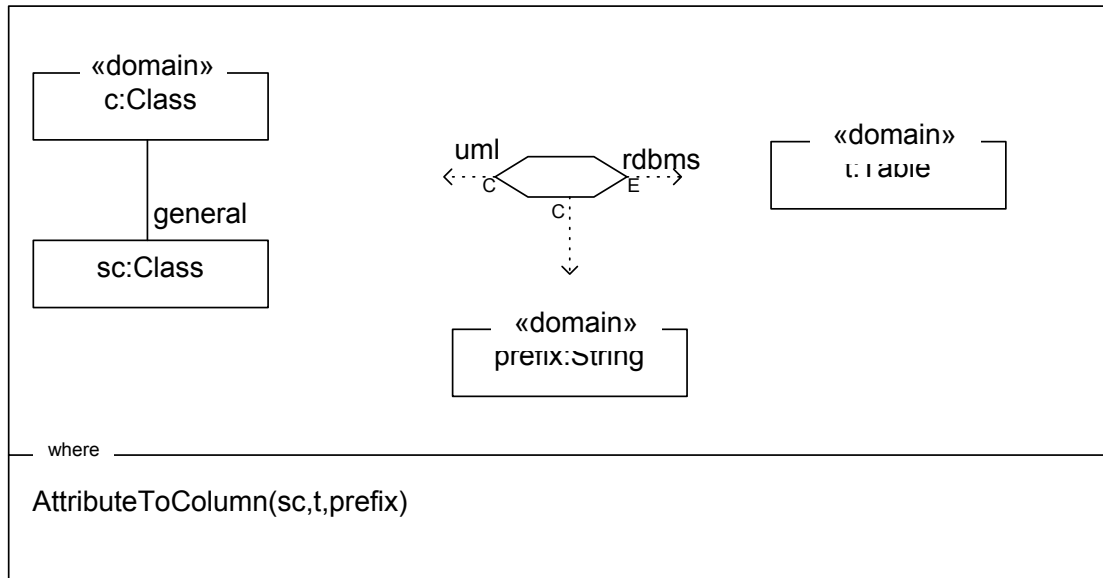 «domain»
c:Class
general
sc:Class
uml
C
E
rdbms
C
«domain»
prefix:String
«domain»
t:Table
where
AttributeToColumn(sc,t,prefix)